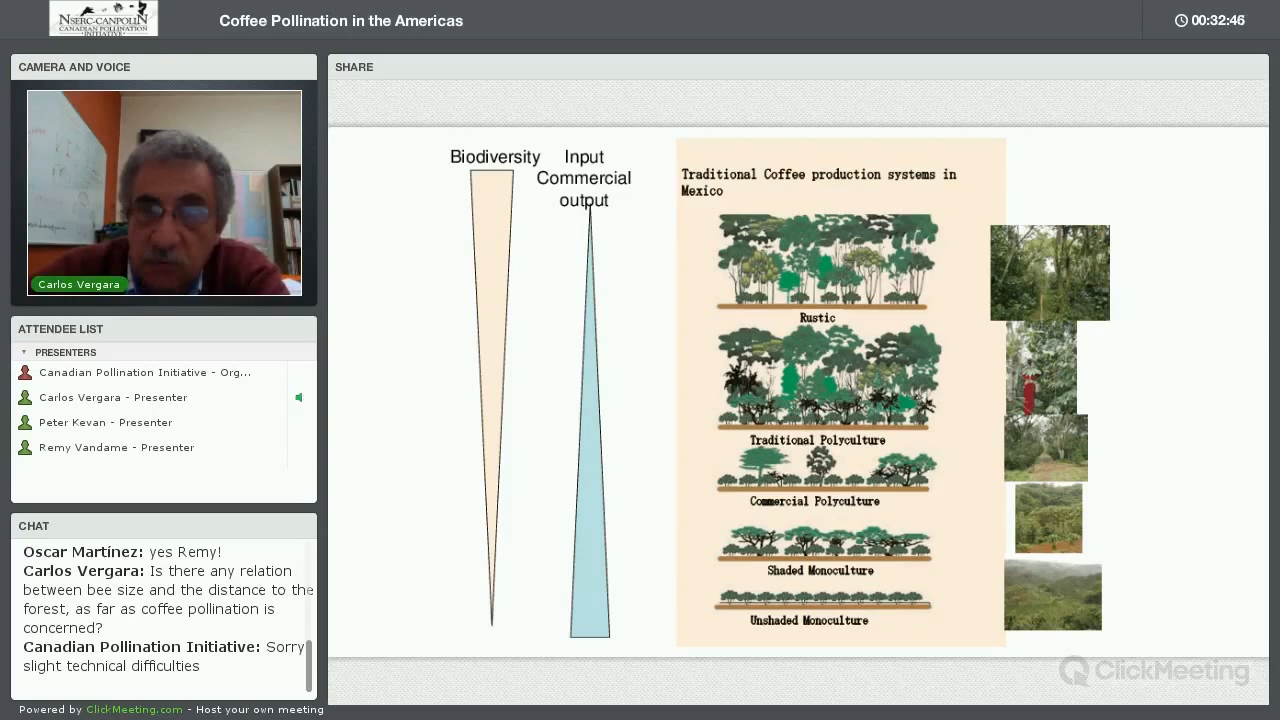 NSERC-CANPOLIN
CANADIAN POLLINATION
INITIATIVE
Coffee Pollination in the Americas
00:32:46
CAMERA AND VOICE
Carlos Vergara
ATTENDEE LIST
PRESENTERS
Canadian Pollination Initiative - Org...
Carlos Vergara - Presenter
Peter Kevan - Presenter
Remy Vandame - Presenter
CHAT
Oscar Martínez: yes Remy!
Carlos Vergara: Is there any relation
between bee size and the distance to the
forest, as far as coffee pollination is
concerned?
Canadian Pollination Initiative: Sorry
slight technical difficulties
Powered by ClickMeeting.com - Host your own meeting
SHARE
Biodiversity
Input
Commercial
output
Traditional Coffee production systems in
Mexico
Rustic
Traditional Polyculture
Commercial Polyculture
Shaded Monoculture
Unshaded Monoculture
ClickMeeting